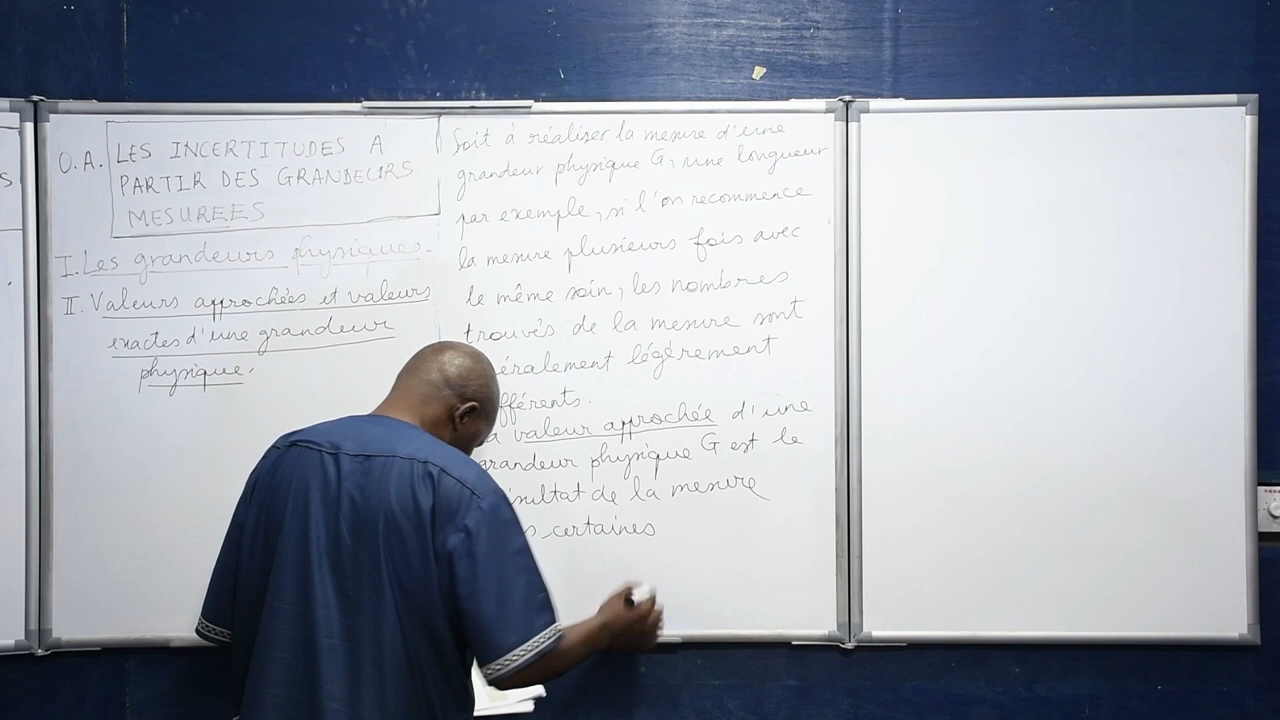 S
O.A. LES INCERTITUDES A
PARTIR DES GRANDEURS
MESUREES
I. Les grandeurs physiques.
II. Valeurs approchées et valeurs
exactes d'une grandeur
physique.
Soit à réaliser la mesure d'une
grandeur physique G, une longueur
par exemple, si l'on recommence
la mesure plusieurs fois avec
le même soin, les nombres
trouvés de la mesure sont
éralement légèrement
fférents.
a valeur approchée d'une
grandeur physique G est le
sultat de la mesure
s certaines